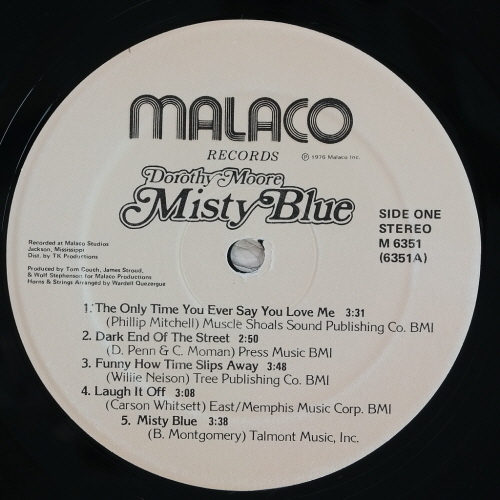 MALACO
RECORDS
℗ 1976 Malaco Inc.
Dorothy Moore
Misty Blue
SIDE ONE
STEREO
M 6351
(6351A)
Recorded at Malaco Studios
Jackson, Mississippi
Dist. by TK Productions
Produced by Tom Couch, James Stroud,
& Wolf Stephenson for Malaco Productions
Horns & Strings Arranged by Wardell Quezergue
1. The Only Time You Ever Say You Love Me 3:31
(Phillip Mitchell) Muscle Shoals Sound Publishing Co. BMI
2. Dark End Of The Street 2:50
(D. Penn & C. Moman) Press Music BMI
3. Funny How Time Slips Away 3:48
(Willie Nelson) Tree Publishing Co. BMI
4. Laugh It Off 3:08
(Carson Whitsett) East/Memphis Music Corp. BMI
5. Misty Blue 3:38
(B. Montgomery) Talmont Music, Inc.